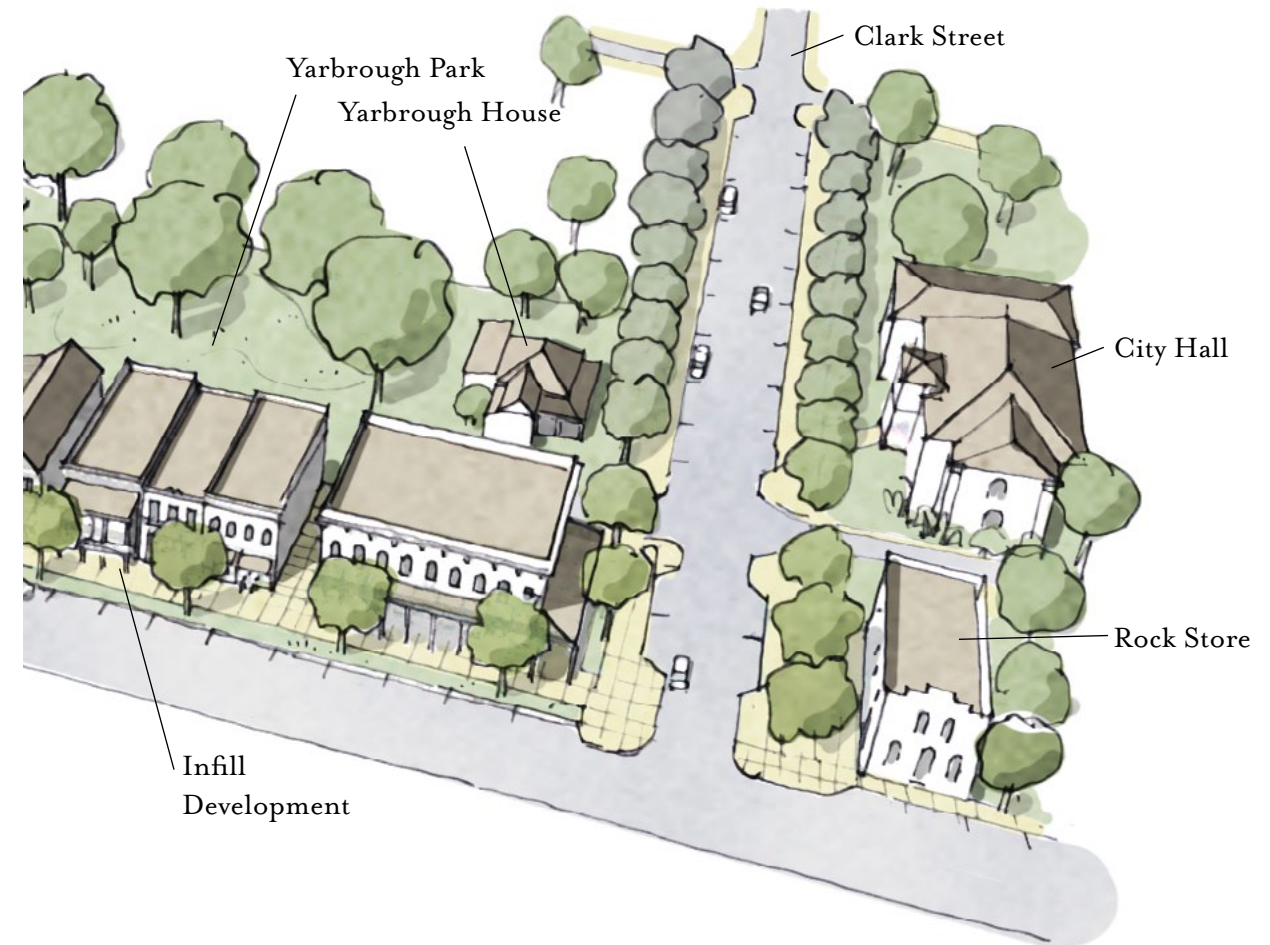 Clark Street
Yarbrough Park
Yarbrough House
City Hall
Rock Store
Infill
Development